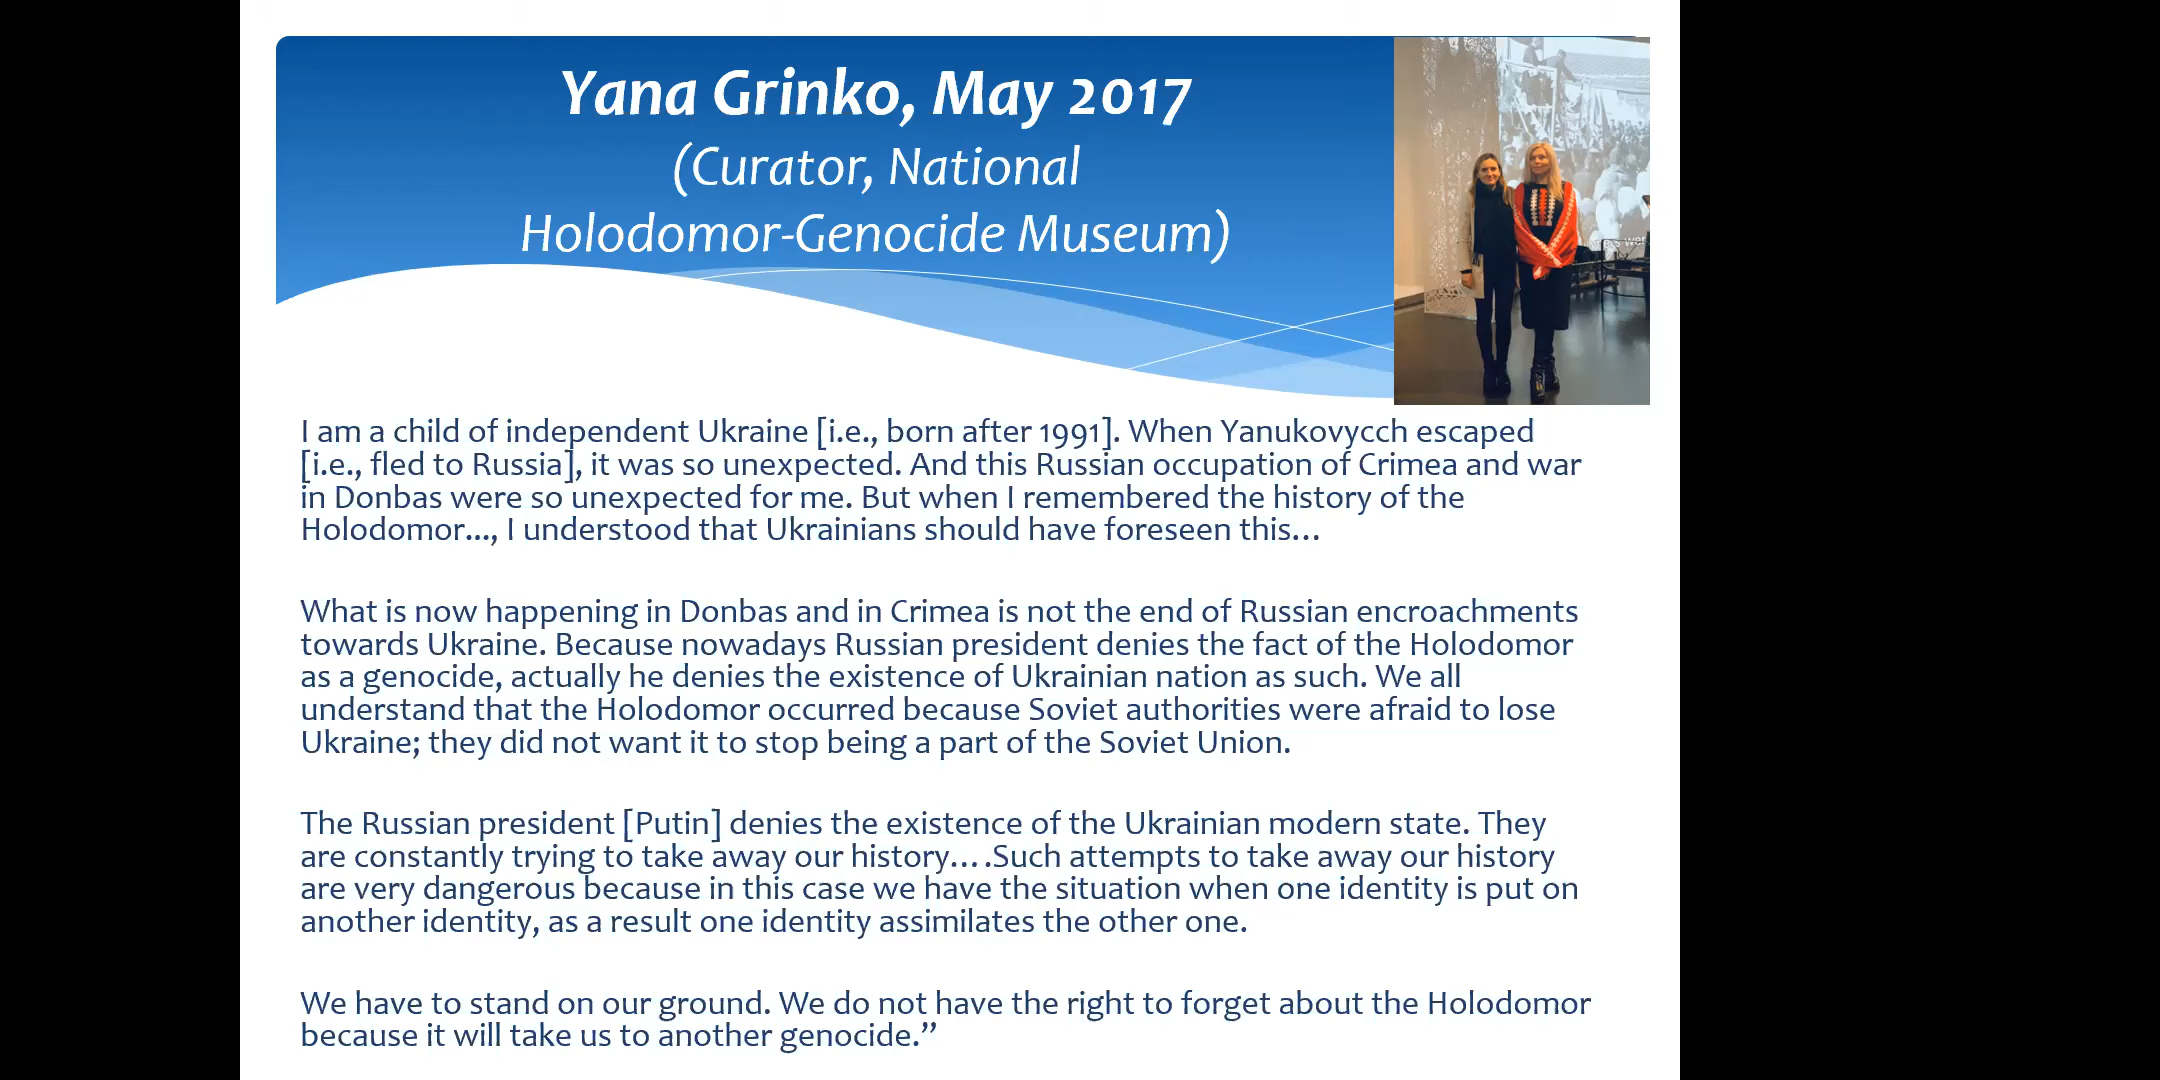 Yana Grinko, May 2017
(Curator, National
Holodomor-Genocide Museum)
I am a child of independent Ukraine [i.e., born after 1991]. When Yanukovycch escaped
[i.e., fled to Russia], it was so unexpected. And this Russian occupation of Crimea and war
in Donbas were so unexpected for me. But when I remembered the history of the
Holodomor..., I understood that Ukrainians should have foreseen this…
What is now happening in Donbas and in Crimea is not the end of Russian encroachments
towards Ukraine. Because nowadays Russian president denies the fact of the Holodomor
as a genocide, actually he denies the existence of Ukrainian nation as such. We all
understand that the Holodomor occurred because Soviet authorities were afraid to lose
Ukraine; they did not want it to stop being a part of the Soviet Union.
The Russian president [Putin] denies the existence of the Ukrainian modern state. They
are constantly trying to take away our history….Such attempts to take away our history
are very dangerous because in this case we have the situation when one identity is put on
another identity, as a result one identity assimilates the other one.
We have to stand on our ground. We do not have the right to forget about the Holodomor
because it will take us to another genocide.”